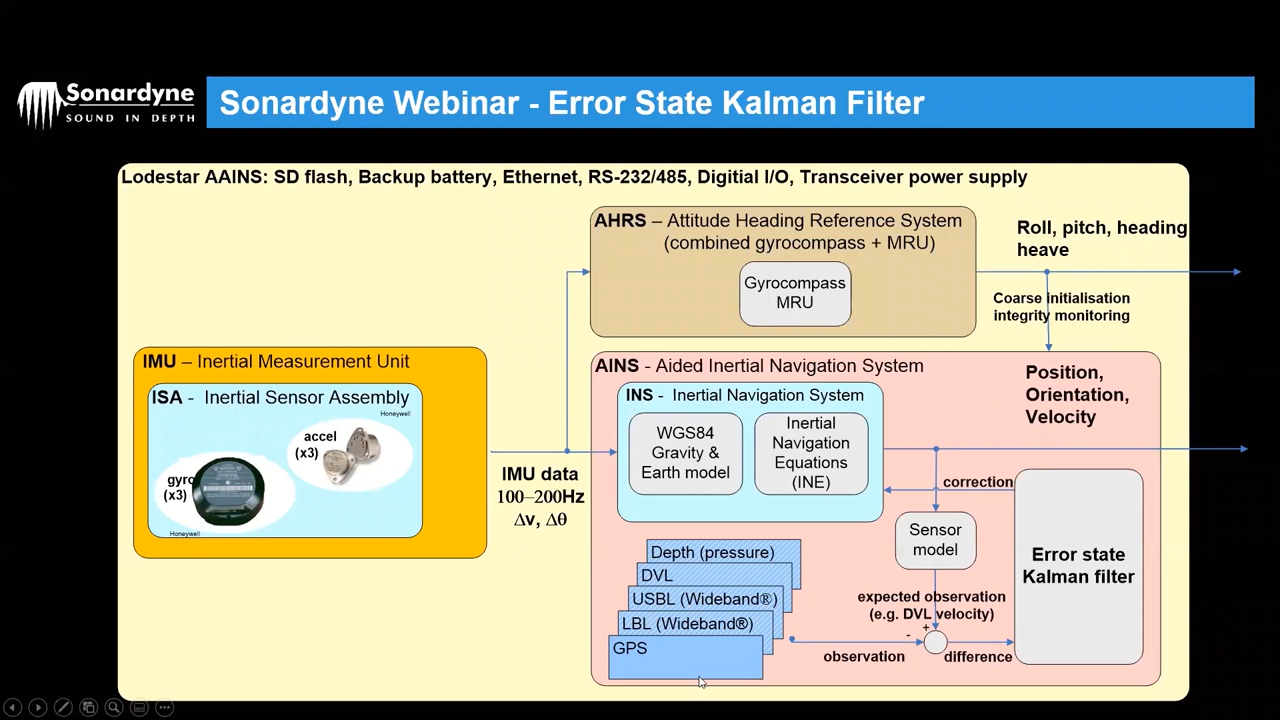 Sonardyne
SOUND IN DEPTH
Sonardyne Webinar - Error State Kalman Filter
Lodestar AAINS: SD flash, Backup battery, Ethernet, RS-232/485, Digitial I/O, Transceiver power supply
AHRS – Attitude Heading Reference System
(combined gyrocompass + MRU)
Gyrocompass
MRU
Roll, pitch, heading
heave
Coarse initialisation
integrity monitoring
IMU – Inertial Measurement Unit
ISA - Inertial Sensor Assembly
Honeywell
accel
(x3)
gyro
(x3)
Honeywell
IMU data
100–200Hz
Δv, Δθ
AINS - Aided Inertial Navigation System
INS - Inertial Navigation System
WGS84
Gravity &
Earth model
Inertial
Navigation
Equations
(INE)
Position,
Orientation,
Velocity
correction
Sensor
model
Error state
Kalman filter
expected observation
(e.g. DVL velocity)
+
-
observation
difference
Depth (pressure)
DVL
USBL (Wideband®)
LBL (Wideband®)
GPS